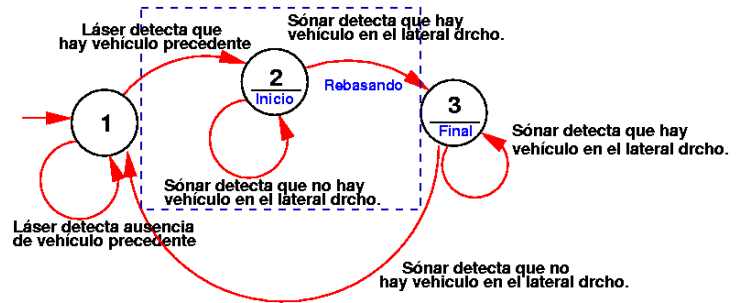 Láser detecta que
hay vehículo precedente
Sónar detecta que hay
vehículo en el lateral drcho.
2
Inicio
Rebasando
1
3
Final
Sónar detecta que hay
vehículo en el lateral drcho.
Sónar detecta que no hay
vehículo en el lateral drcho.
Láser detecta ausencia
de vehículo precedente
Sónar detecta que no
hay vehiculo en el lateral drcho.